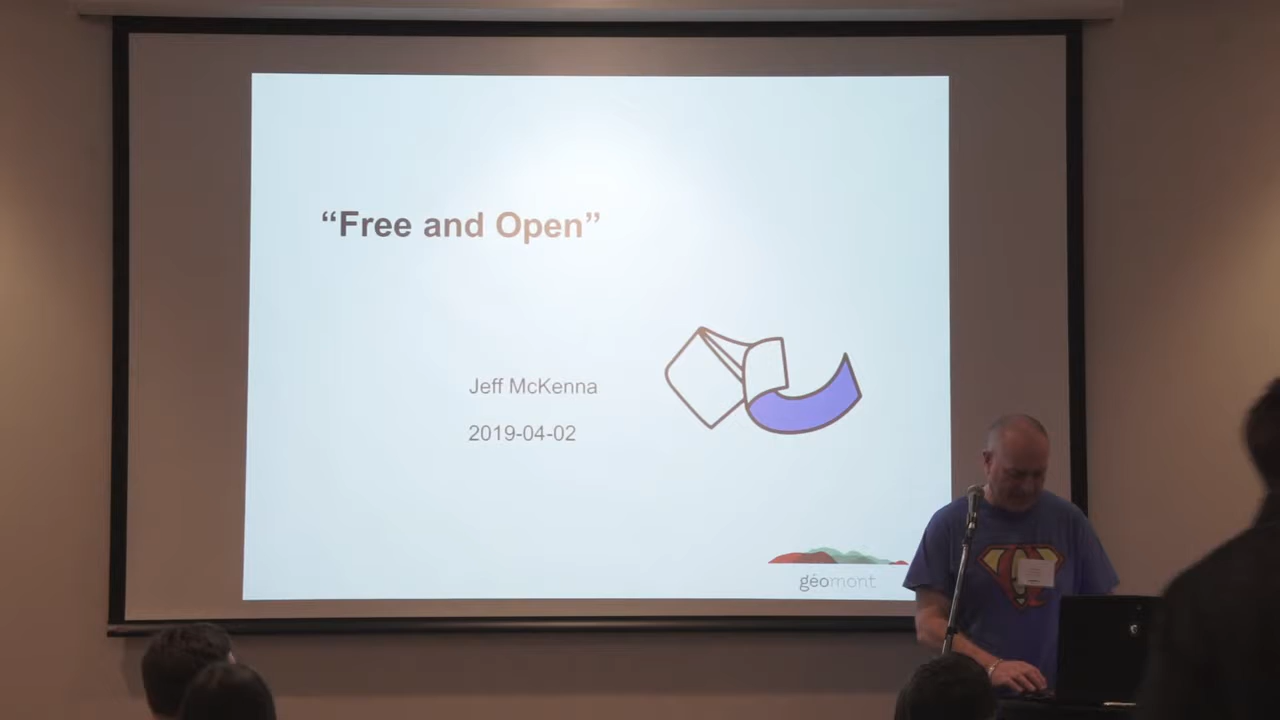 “Free and Open”
Jeff McKenna
2019-04-02
géomont